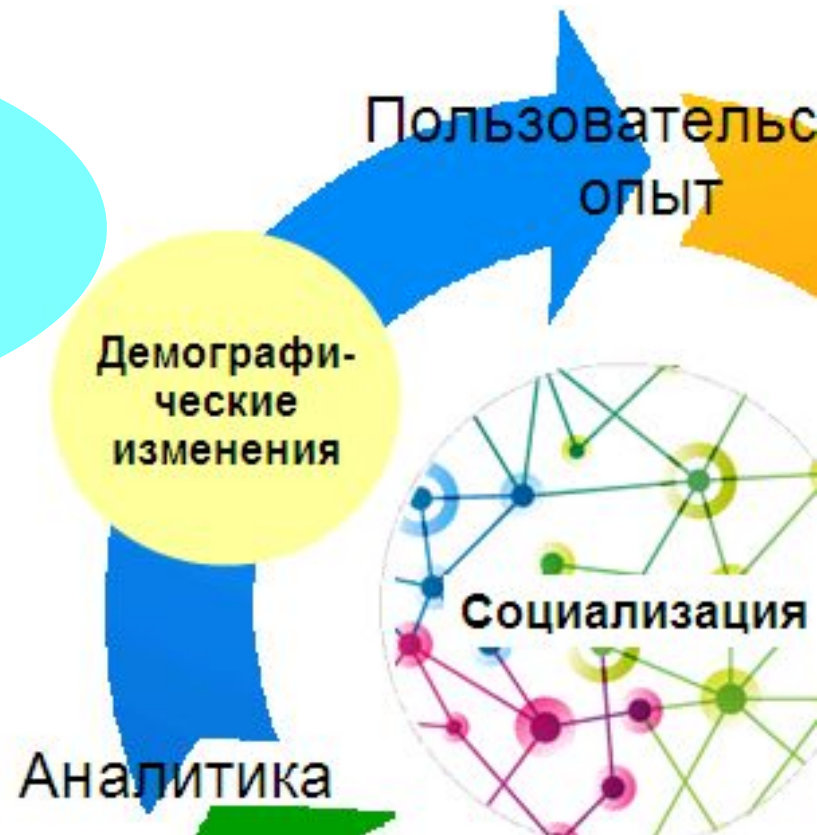 Пользовательс
опыт
Демографи-
ческие
изменения
Социализация
Аналитика